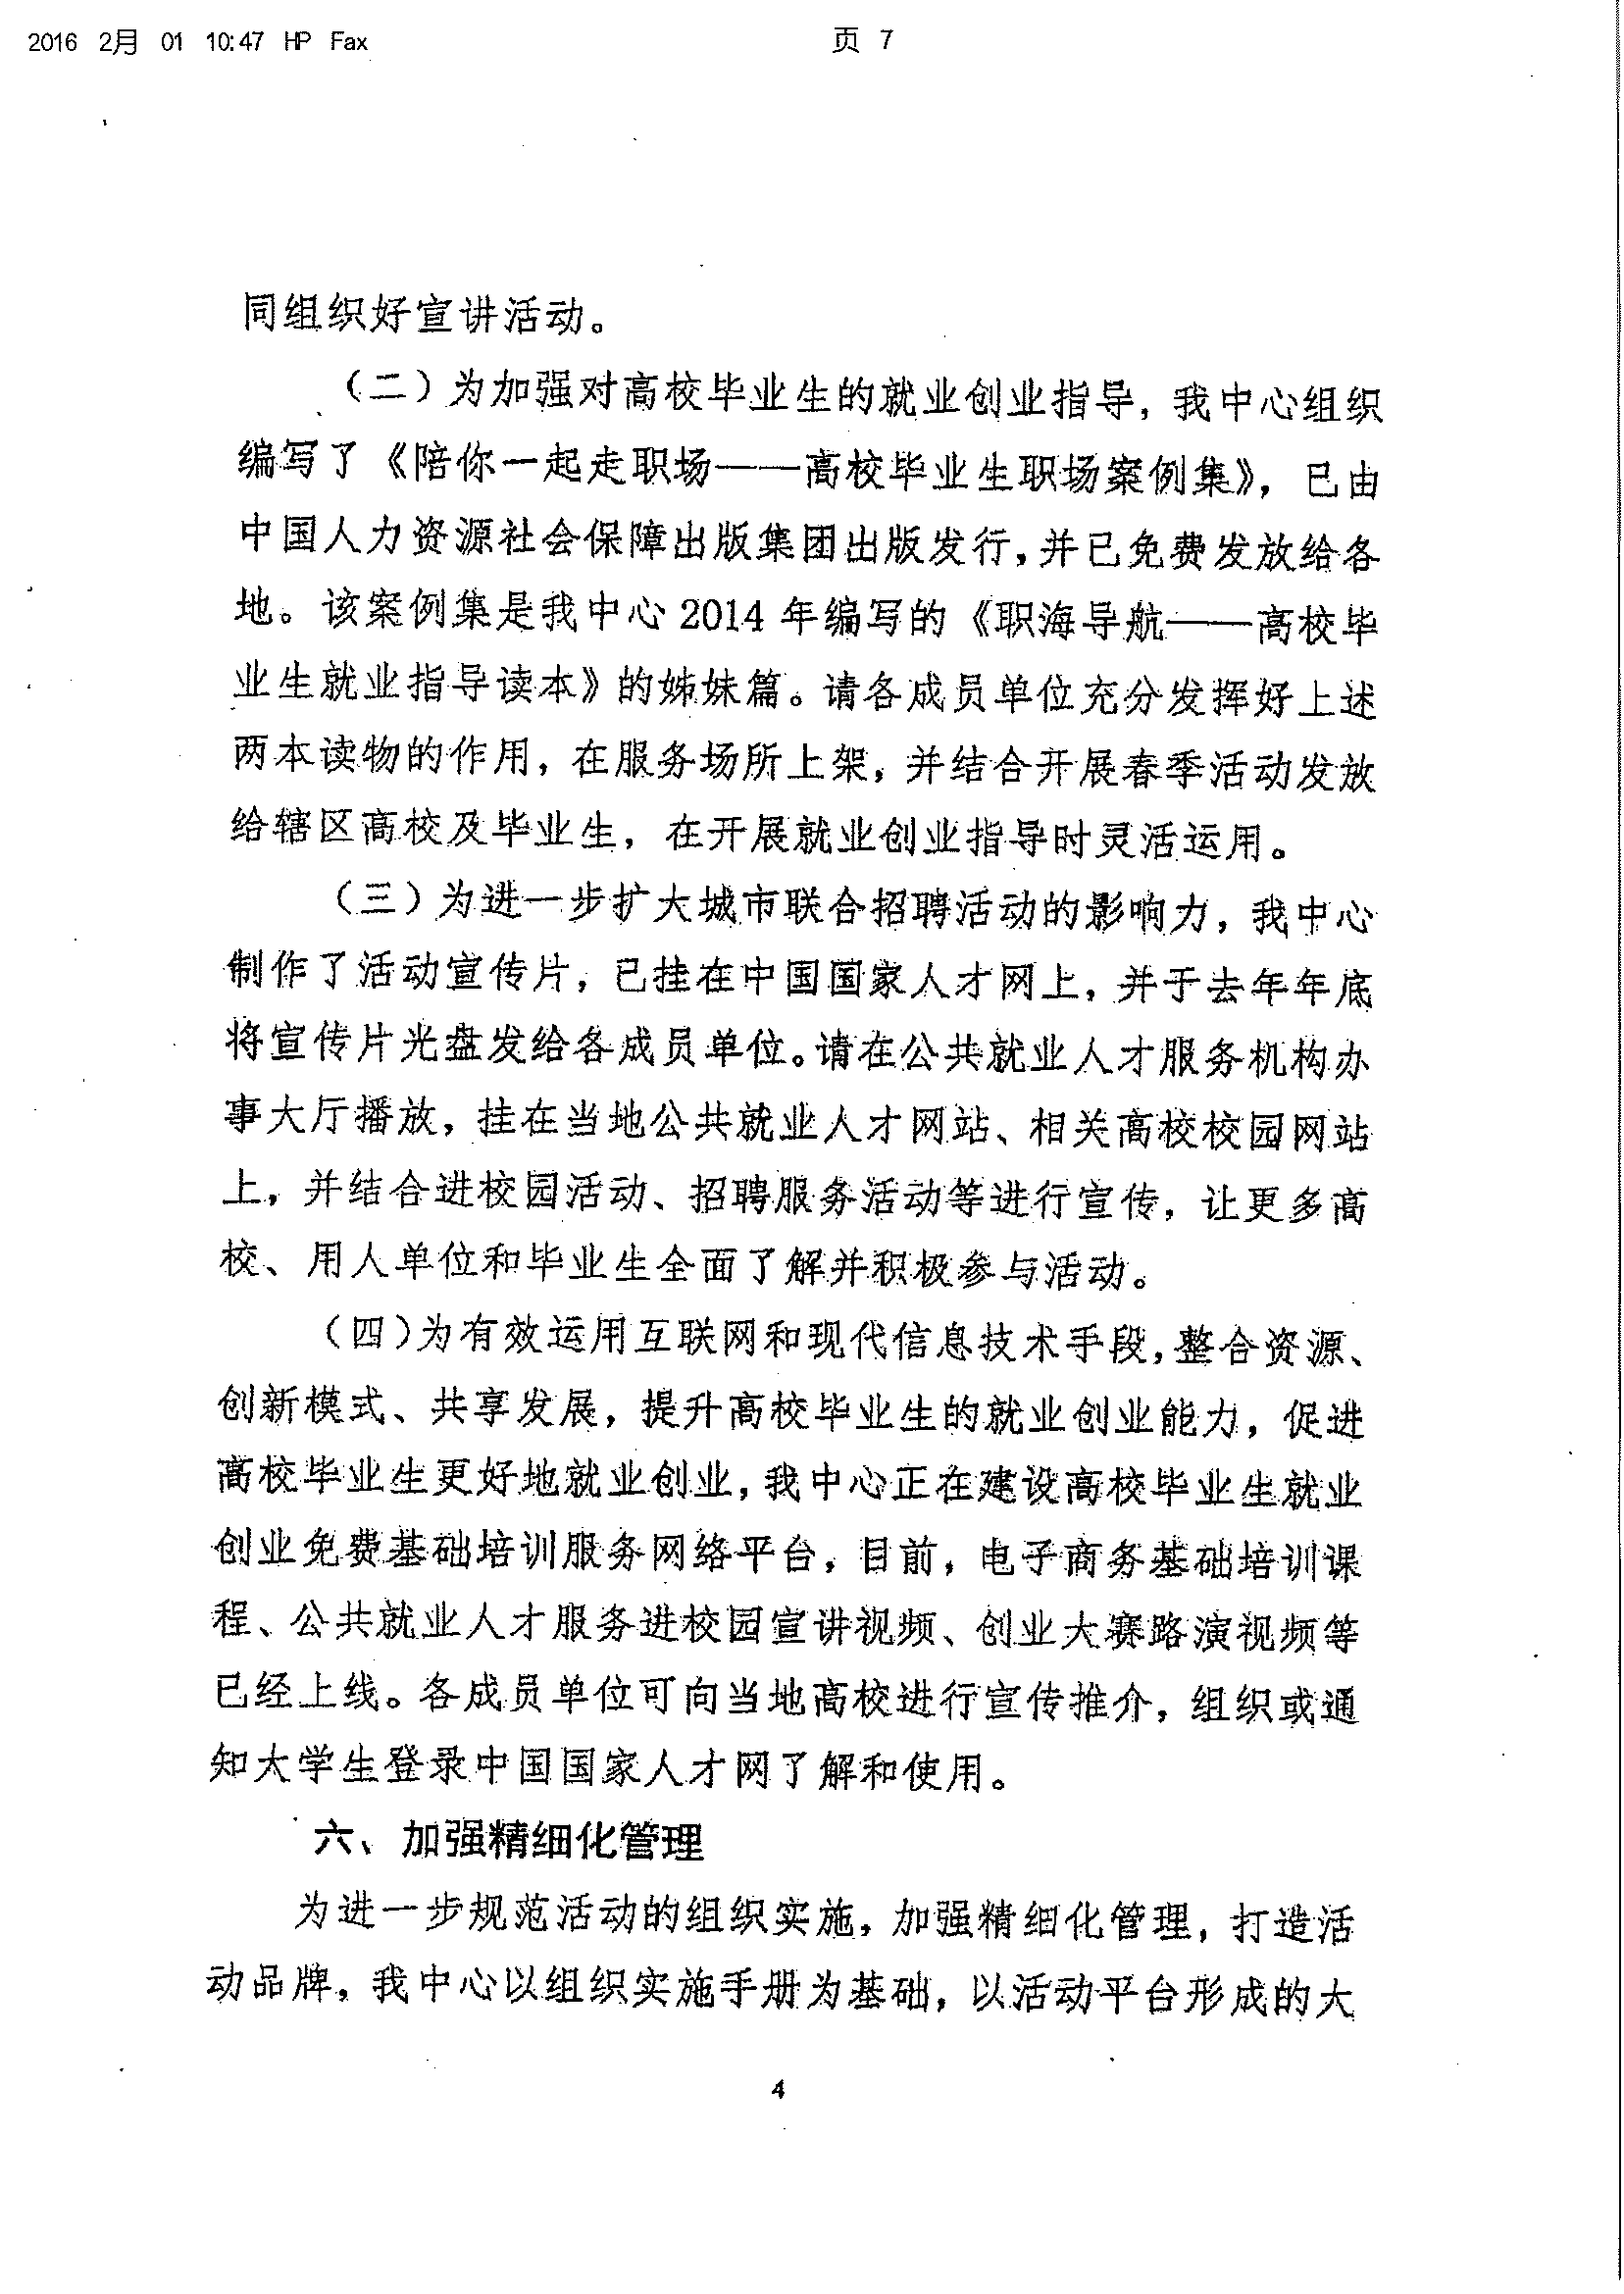 2016 2月 01 10:47 HP Fax 页 7
同组织好宣讲活动。
（二）为加强对高校毕业生的就业创业指导，我中心组织
编写了《陪你一起走职场——高校毕业生职场案例集》，已由
中国人力资源社会保障出版集团出版发行，并已免费发放给各
地。该案例集是我中心 2014 年编写的《职海导航——高校毕
业生就业指导读本》的姊妹篇。请各成员单位充分发挥好上述
两本读物的作用，在服务场所上架，并结合开展春季活动发放
给辖区高校及毕业生，在开展就业创业指导时灵活运用。
（三）为进一步扩大城市联合招聘活动的影响力，我中心
制作了活动宣传片，已挂在中国国家人才网上，并于去年年底
将宣传片光盘发给各成员单位。请在公共就业人才服务机构办
事大厅播放，挂在当地公共就业人才网站、相关高校校园网站
上，并结合进校园活动、招聘服务活动等进行宣传，让更多高
校、用人单位和毕业生全面了解并积极参与活动。
（四）为有效运用互联网和现代信息技术手段，整合资源、
创新模式、共享发展，提升高校毕业生的就业创业能力，促进
高校毕业生更好地就业创业，我中心正在建设高校毕业生就业
创业免费基础培训服务网络平台，目前，电子商务基础培训课
程、公共就业人才服务进校园宣讲视频、创业大赛路演视频等
已经上线。各成员单位可向当地高校进行宣传推介，组织或通
知大学生登录中国国家人才网了解和使用。
六、加强精细化管理
为进一步规范活动的组织实施，加强精细化管理，打造活
动品牌，我中心以组织实施手册为基础，以活动平台形成的大
4